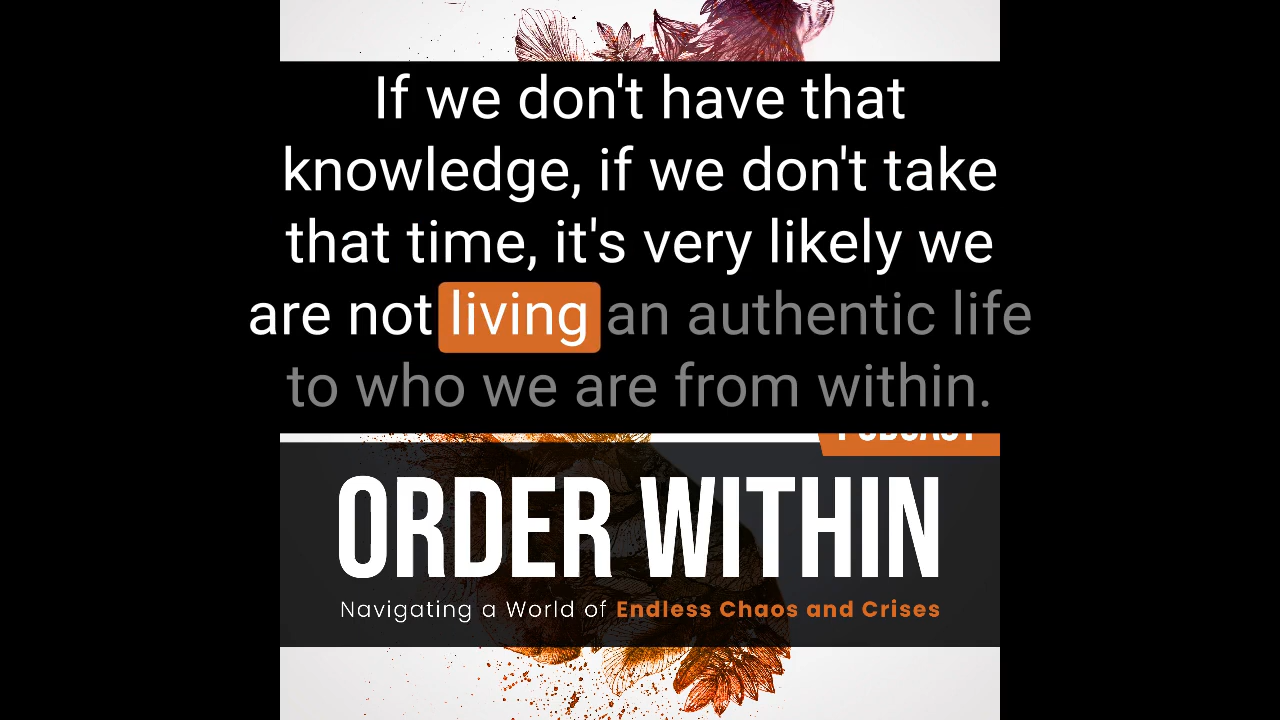 If we don't have that
knowledge, if we don't take
that time, it's very likely we
are not living an authentic life
to who we are from within.
PODCAST
ORDER WITHIN
Navigating a World of Endless Chaos and Crises